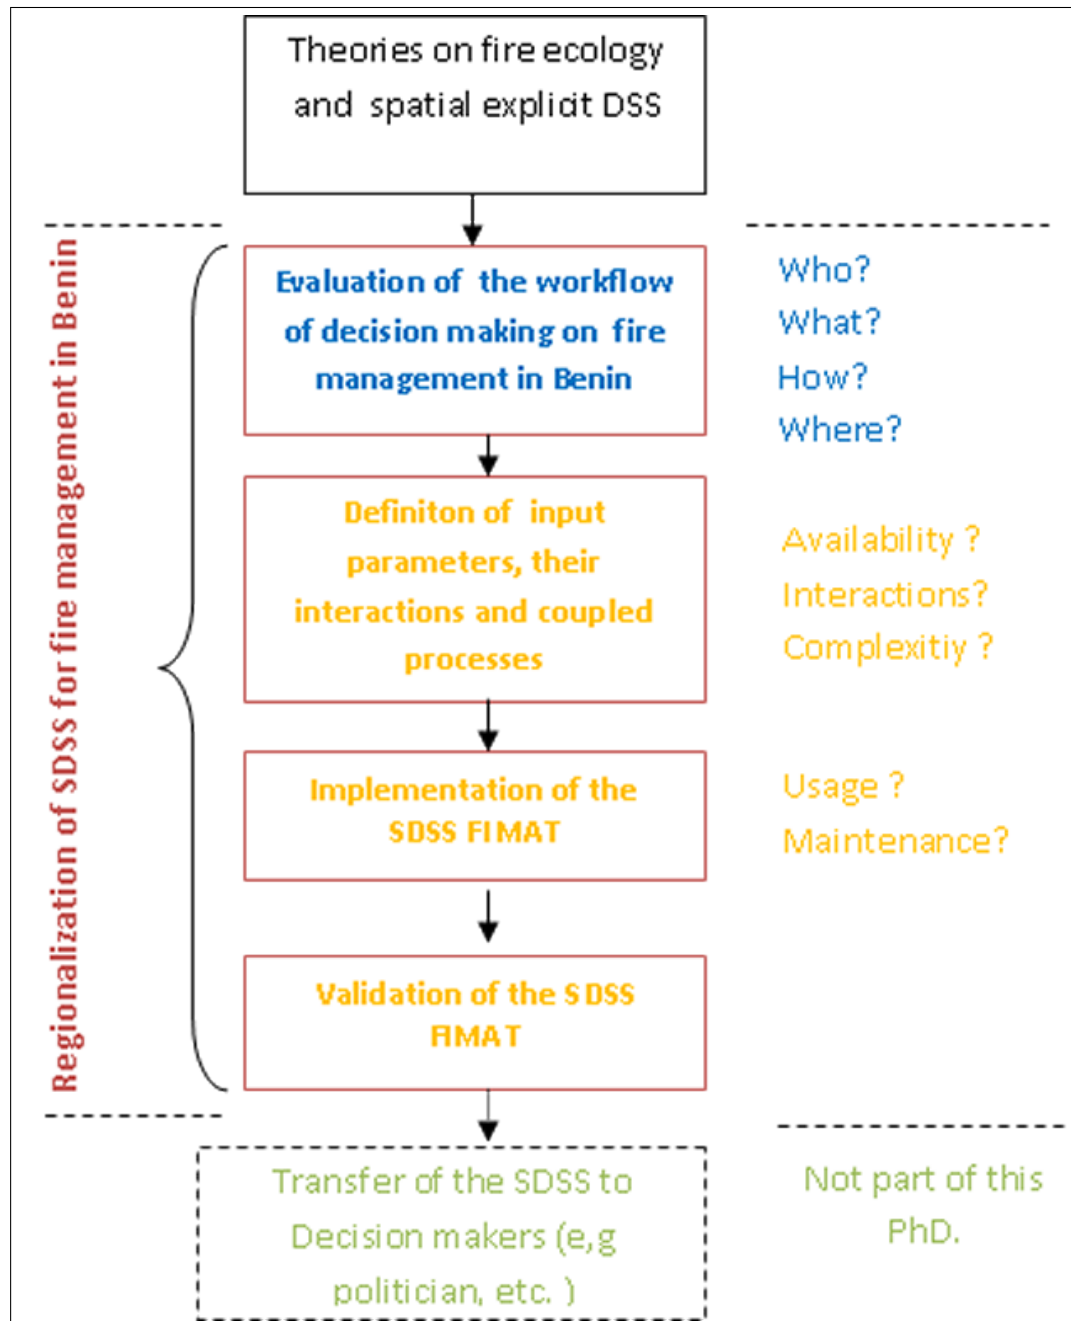 Theories on fire ecology
and spatial explicit DSS
Regionalization of SDSS for fire management in Benin
Evaluation of the workflow
of decision making on fire
management in Benin
Who?
What?
How?
Where?
Definiton of input
parameters, their
interactions and coupled
processes
Availability ?
Interactions?
Complexitiy ?
Implementation of the
SDSS FIMAT
Usage ?
Maintenance?
Validation of the SDSS
FIMAT
Transfer of the SDSS to
Decision makers (e,g
politician, etc. )
Not part of this
PhD.